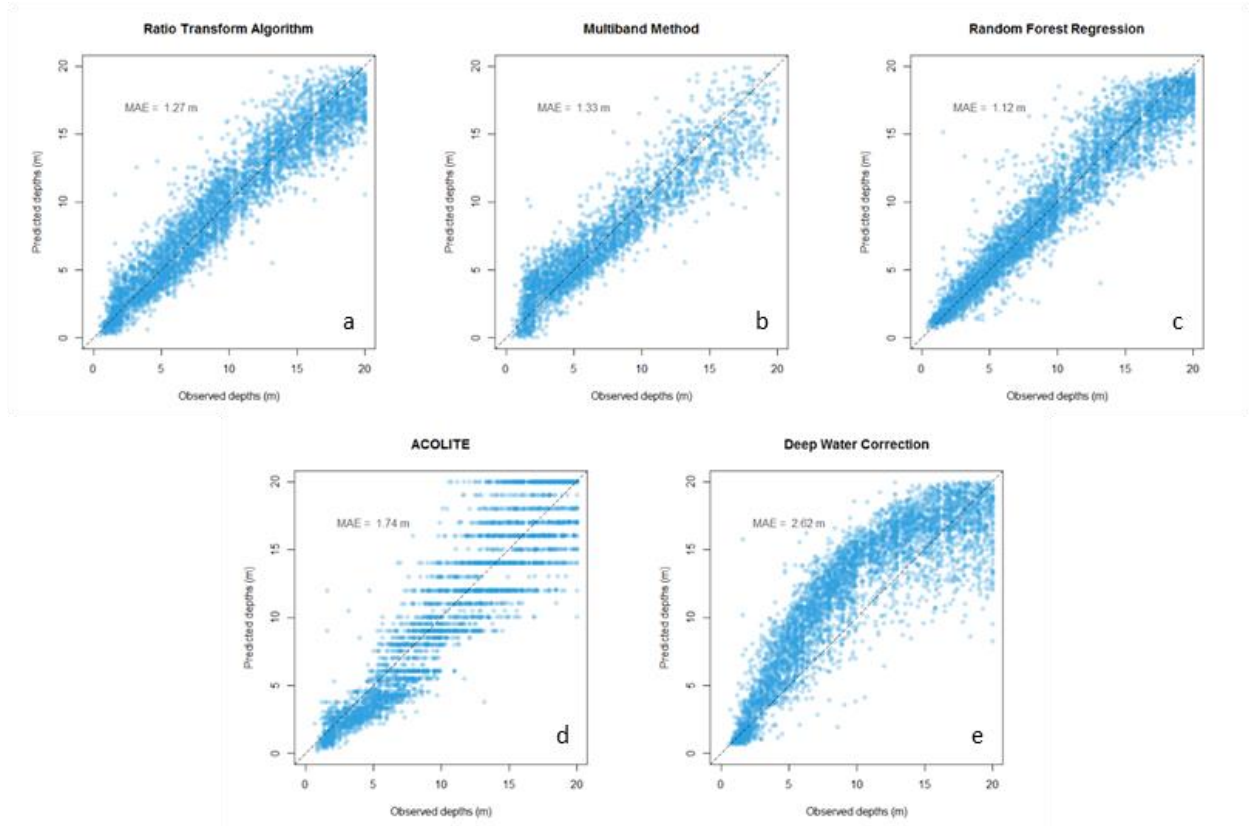 Ratio Transform Algorithm
20
15
10
5
0
Predicted depths (m)
MAE = 1.27 m
a
0 5 10 15 20
Observed depths (m)
Multiband Method
20
15
10
5
0
Predicted depths (m)
MAE = 1.33 m
b
0 5 10 15 20
Observed depths (m)
Random Forest Regression
20
15
10
5
0
Predicted depths (m)
MAE = 1.12 m
c
0 5 10 15 20
Observed depths (m)
ACOLITE
20
15
10
5
0
Predicted depths (m)
MAE = 1.74 m
d
0 5 10 15 20
Observed depths (m)
Deep Water Correction
20
15
10
5
0
Predicted depths (m)
MAE = 2.62 m
e
0 5 10 15 20
Observed depths (m)